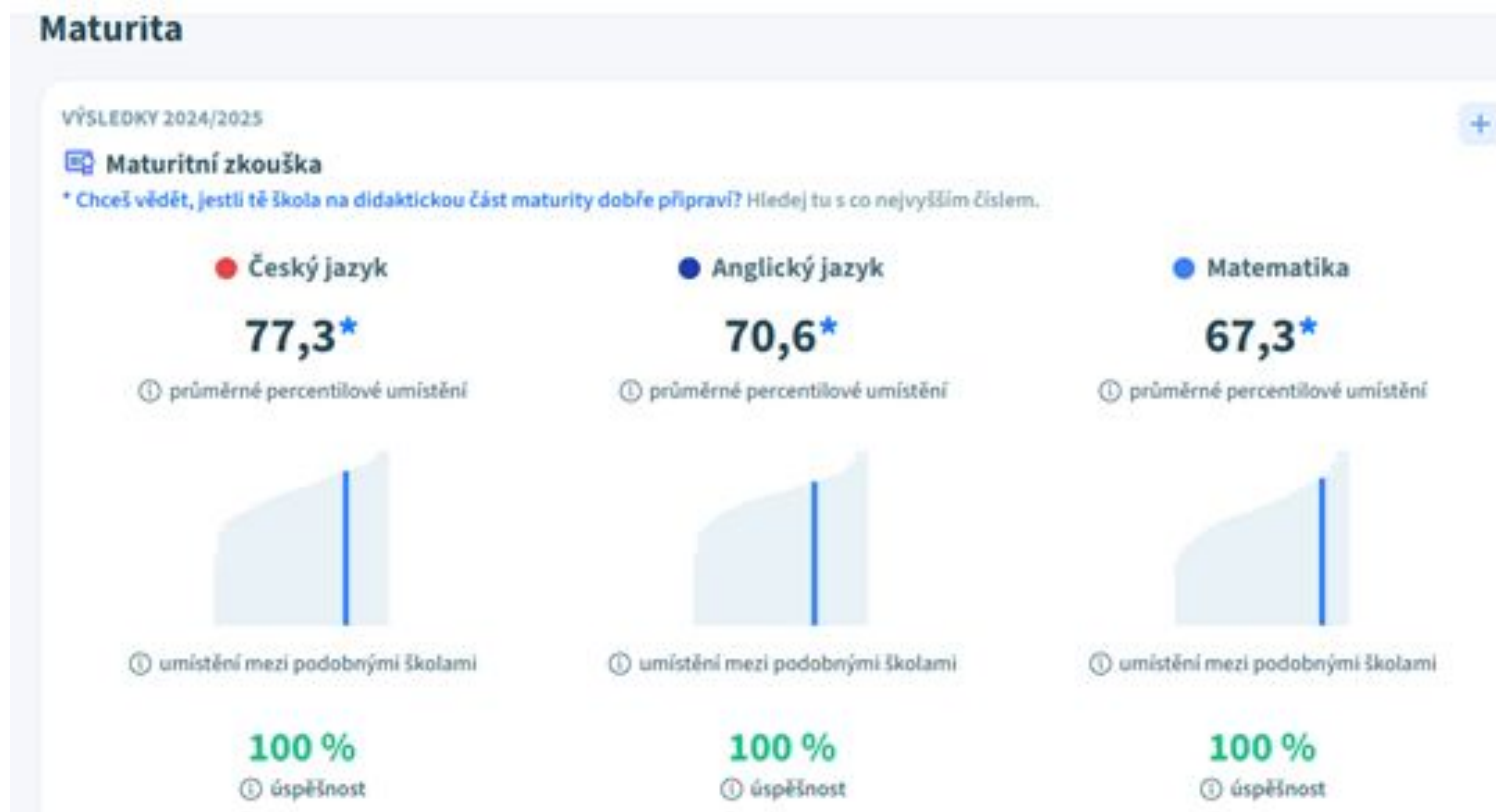 Maturita
VÝSLEDKY 2024/2025
+
Maturitní zkouška
* Chceš vědět, jestli tě škola na didaktickou část maturity dobře připraví? Hledej tu s co nejvyšším číslem.
Český jazyk
77,3*
průměrné percentilové umístění
umístění mezi podobnými školami
100 %
úspěšnost
Anglický jazyk
70,6*
průměrné percentilové umístění
umístění mezi podobnými školami
100 %
úspěšnost
Matematika
67,3*
průměrné percentilové umístění
umístění mezi podobnými školami
100 %
úspěšnost